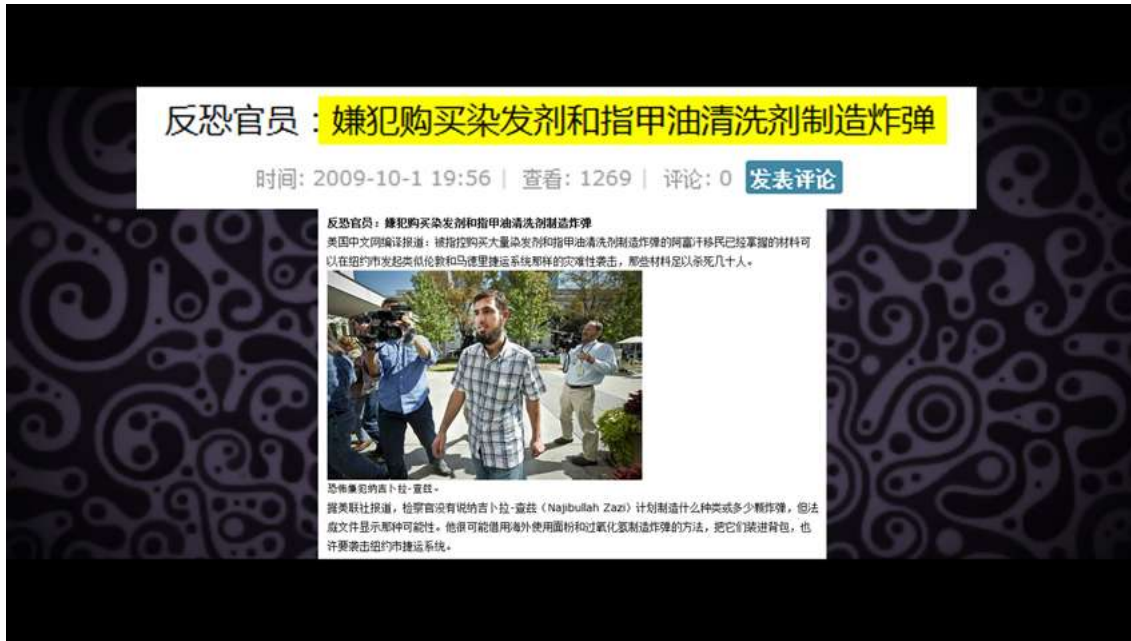 反恐官员：嫌犯购买染发剂和指甲油清洗剂制造炸弹
时间: 2009-10-1 19:56 | 查看: 1269 | 评论: 0 发表评论
反恐官员：嫌犯购买染发剂和指甲油清洗剂制造炸弹
美国中文网编译报道：被指控购买大量染发剂和指甲油清洗剂制造炸弹的阿富汗移民已经掌握的材料可
以在纽约市发起类似伦敦和马德里捷运系统那样的灾难性袭击，那些材料足以杀死几十人。
恐怖嫌犯纳吉卜拉-查兹。
据美联社报道，检察官没有说纳吉卜拉-查兹（Najibullah Zazi）计划制造什么种类或多少颗炸弹，但法
庭文件显示那种可能性。他很可能借用海外使用面粉和过氧化氢制造炸弹的方法，把它们装进背包，也
许要袭击纽约市捷运系统。